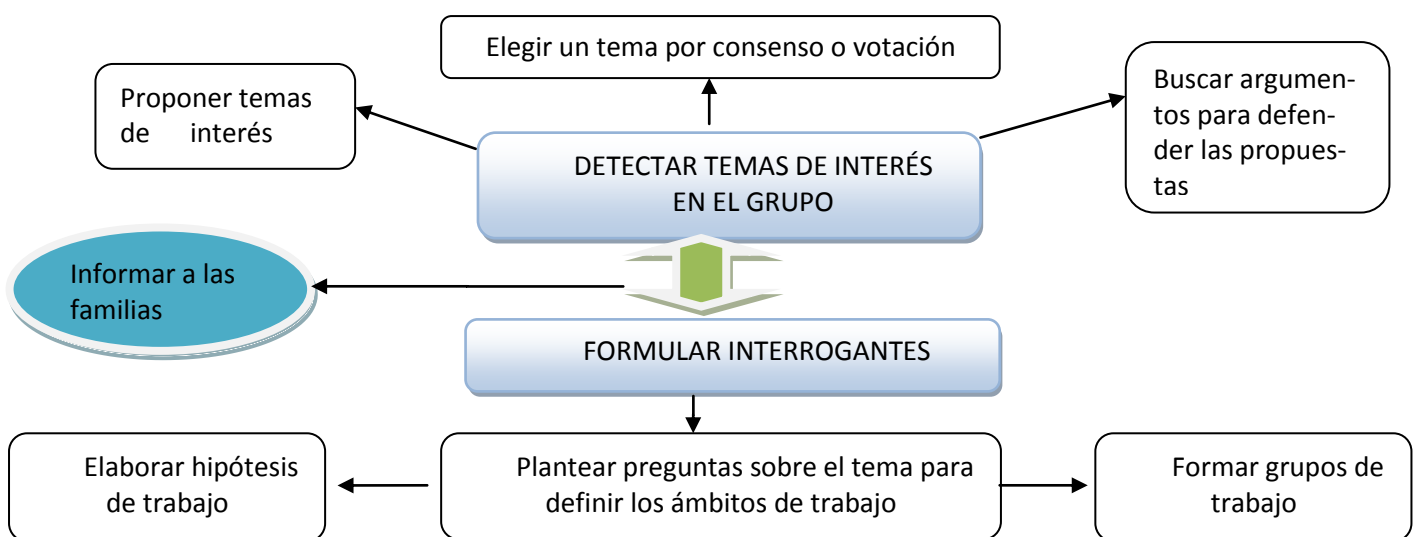 Elegir un tema por consenso o votación
Proponer temas
de interés
Buscar argumen-
tos para defen-
der las propues-
tas
DETECTAR TEMAS DE INTERÉS
EN EL GRUPO
Informar a las
familias
FORMULAR INTERROGANTES
Elaborar hipótesis
de trabajo
Plantear preguntas sobre el tema para
definir los ámbitos de trabajo
Formar grupos de
trabajo